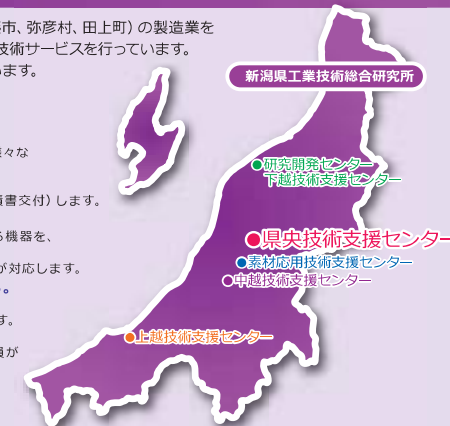 市、弥彦村、田上町）の製造業を
技術サービスを行っています。
います。
新潟県工業技術総合研究所
々な
書交付）します。
機器を、
が対応します。
。
す。
員が
●研究開発センター
下越技術支援センター
●県央技術支援センター
●素材応用技術支援センター
●中越技術支援センター
●上越技術支援センター